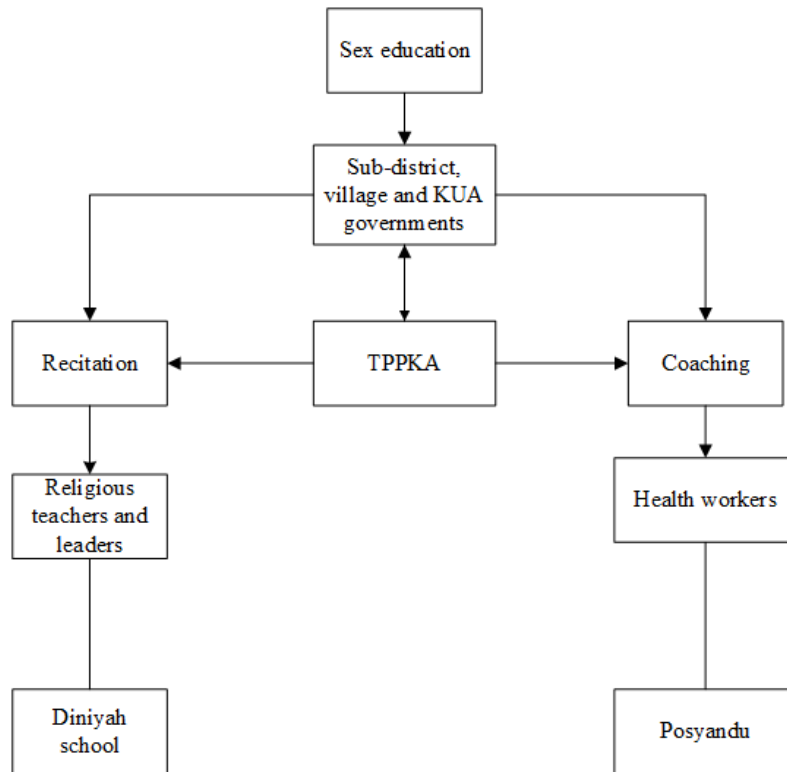 Sex education
Sub-district,
village and KUA
governments
Recitation
TPPKA
Coaching
Religious
teachers and
leaders
Health workers
Diniyah
school
Posyandu